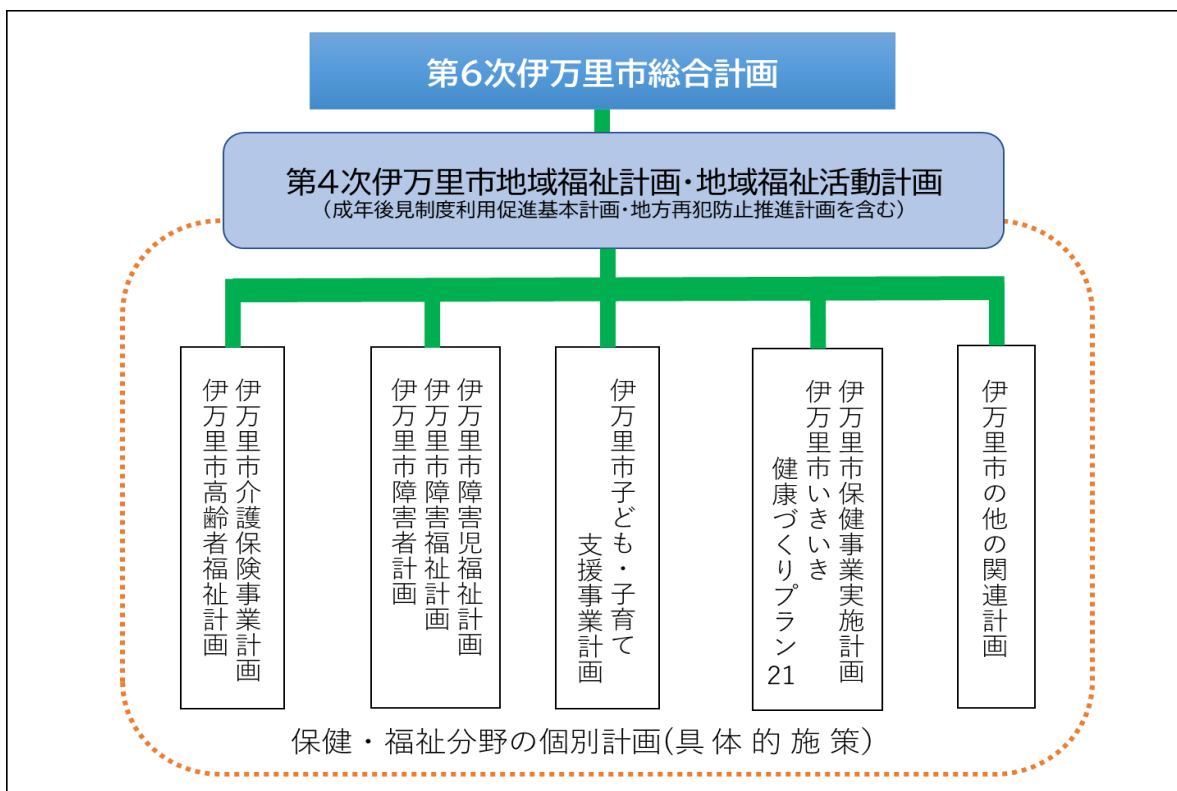 第6次伊万里市総合計画
第4次伊万里市地域福祉計画･地域福祉活動計画
（成年後見制度利用促進基本計画･地方再犯防止推進計画を含む）
伊万里市介護保険事業計画
伊万里市高齢者福祉計画
伊万里市障害児福祉計画
伊万里市障害福祉計画
伊万里市障害者計画
伊万里市子ども・子育て
支援事業計画
伊万里市保健事業実施計画
伊万里市いきいき
健康づくりプラン21
伊万里市の他の関連計画
保健・福祉分野の個別計画(具 体 的 施 策)